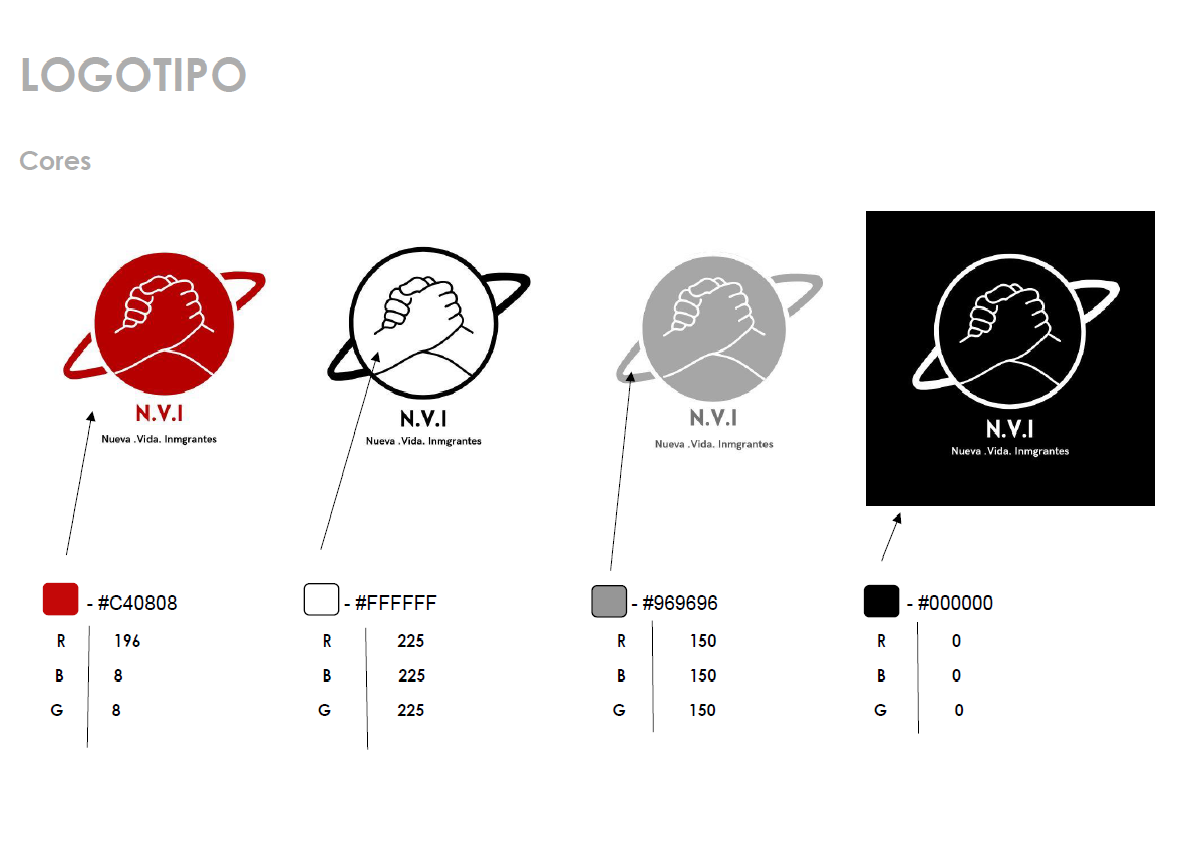 LOGOTIPO
Cores
N.V.I
Nueva .Vida. Inmgrantes
N.V.I
Nueva .Vida. Inmgrantes
N.V.I
Nueva .Vida. Inmgrantes
N.V.I
Nueva .Vida. Inmgrantes
- #C40808
R 196
B 8
G 8
- #FFFFFF
R 225
B 225
G 225
- #969696
R 150
B 150
G 150
- #000000
R 0
B 0
G 0